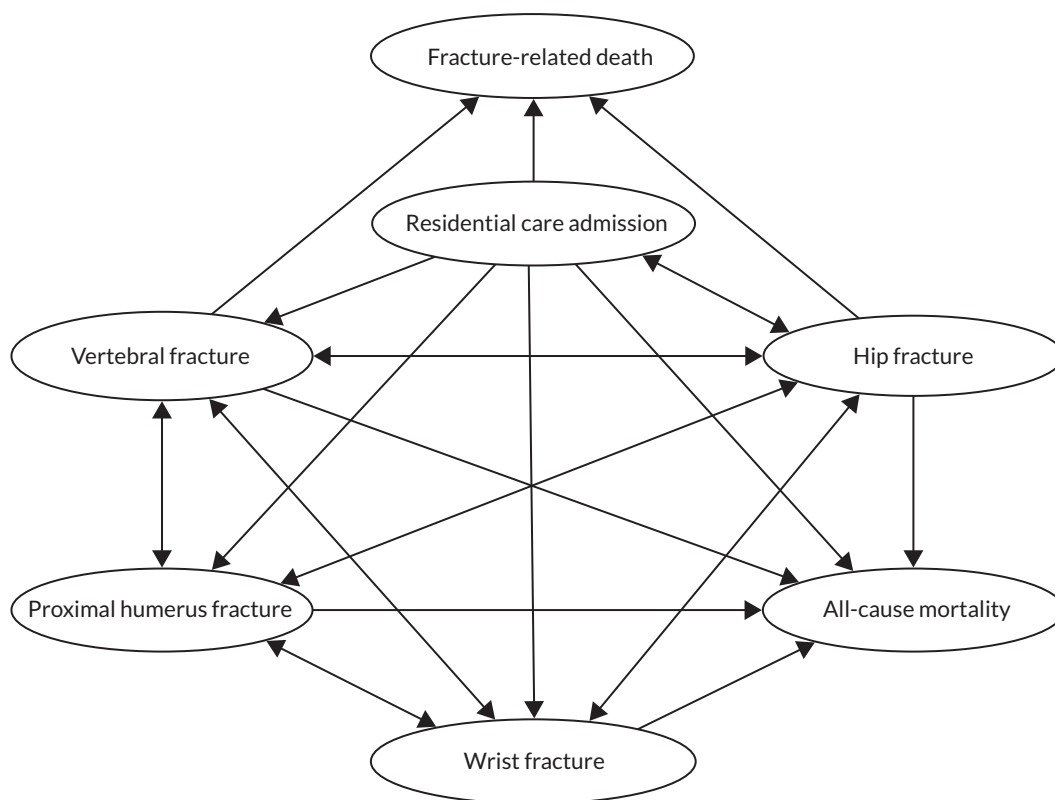 Fracture-related death
Residential care admission
Vertebral fracture
Hip fracture
Proximal humerus fracture
All-cause mortality
Wrist fracture